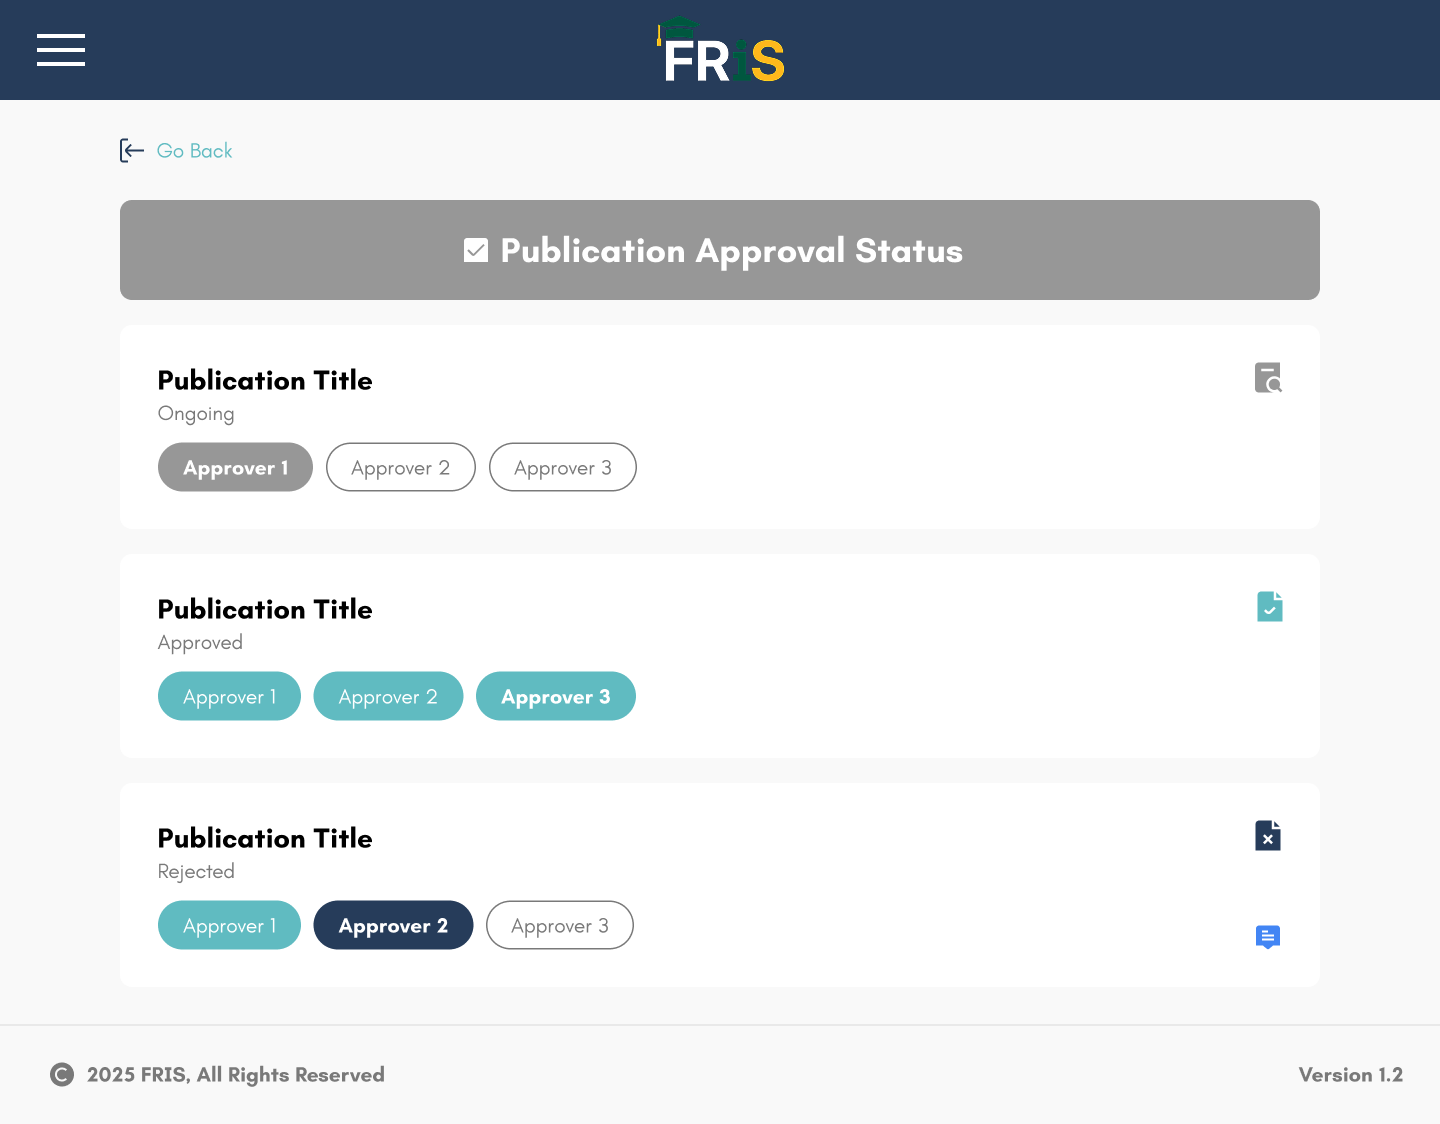 FRiS
Go Back
Publication Approval Status
Publication Title
Ongoing
Approver 1 Approver 2 Approver 3
Publication Title
Approved
Approver 1 Approver 2 Approver 3
Publication Title
Rejected
Approver 1 Approver 2 Approver 3
© 2025 FRIS, All Rights Reserved Version 1.2